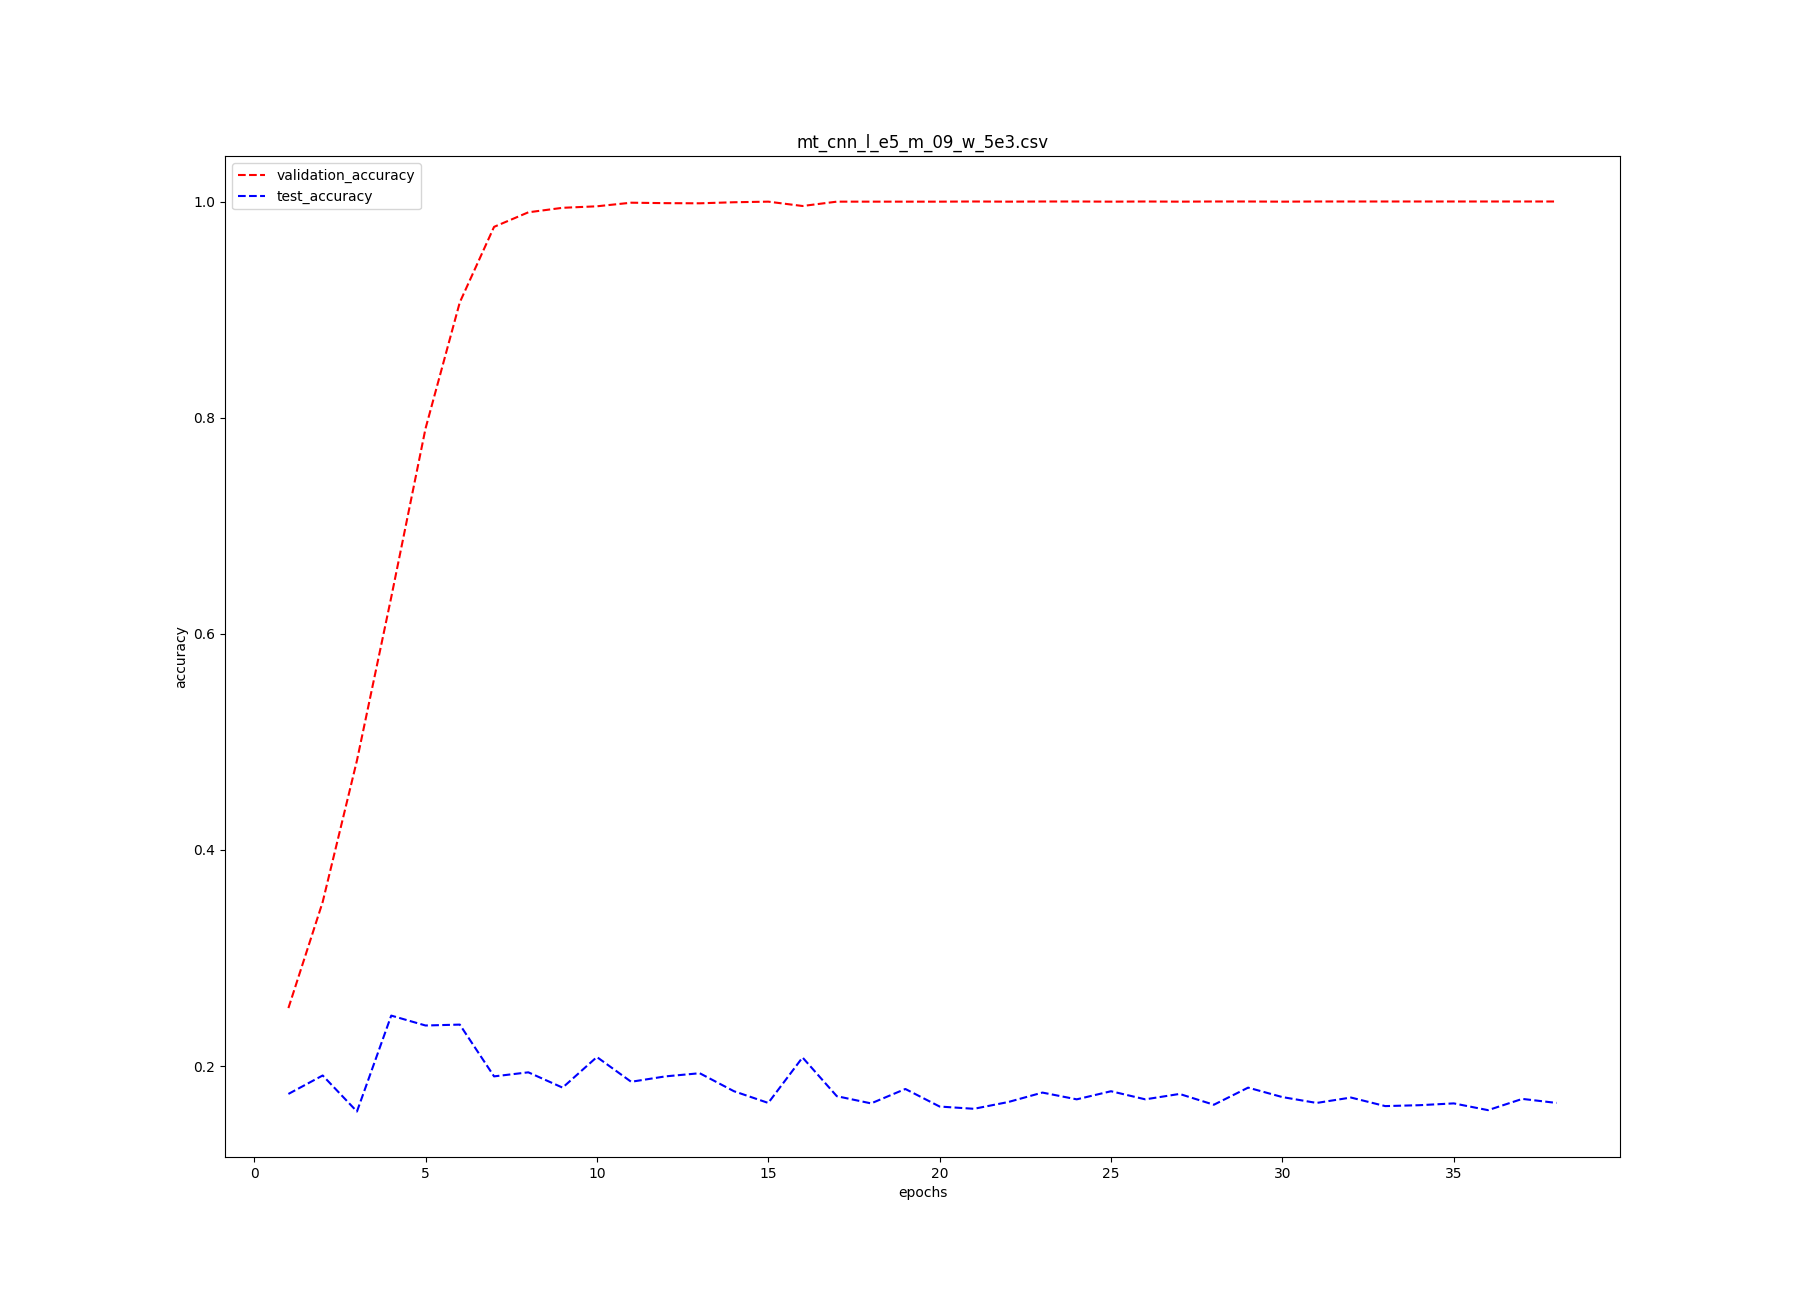 mt_cnn_l_e5_m_09_w_5e3.csv
validation_accuracy
test_accuracy
1.0
0.8
0.6
0.4
0.2
accuracy
0 5 10 15 20 25 30 35
epochs